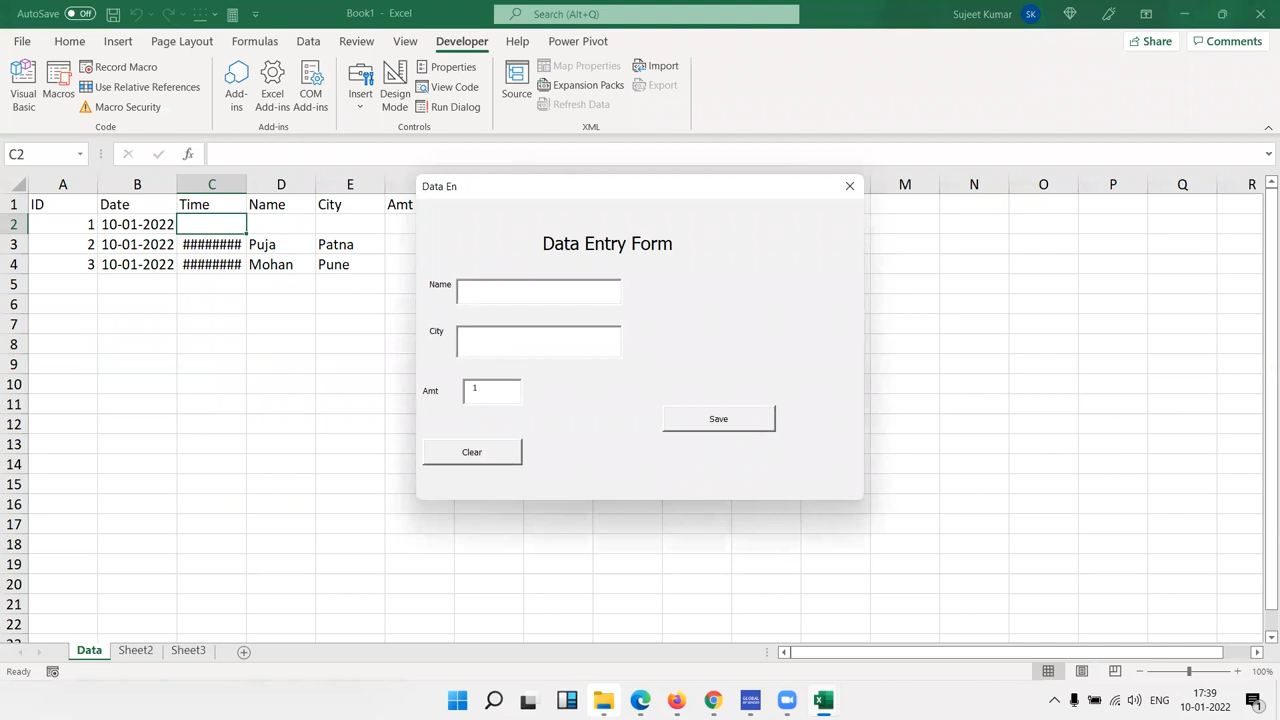 AutoSave Off Book1 - Excel Search (Alt+Q) Sujeet Kumar SK
File Home Insert Page Layout Formulas Data Review View Developer Help Power Pivot Share Comments
Visual Basic Macros Record Macro Use Relative References Macro Security Code
Add-ins Excel Add-ins COM Add-ins Add-ins
Insert Design Mode Properties View Code Run Dialog Controls
Source Map Properties Expansion Packs Refresh Data Import Export XML
C2 fx
A B C D E M N O P Q R
1 ID Date Time Name City Amt
2 1 10-01-2022
3 2 10-01-2022 ######## Puja Patna
4 3 10-01-2022 ######## Mohan Pune
5
6
7
8
9
10
11
12
13
14
15
16
17
18
19
20
21
22
Data En
Data Entry Form
Name
City
Amt 1
Save
Clear
Data Sheet2 Sheet3
Ready 100%
GLOBAL
ENG 17:39
10-01-2022 1